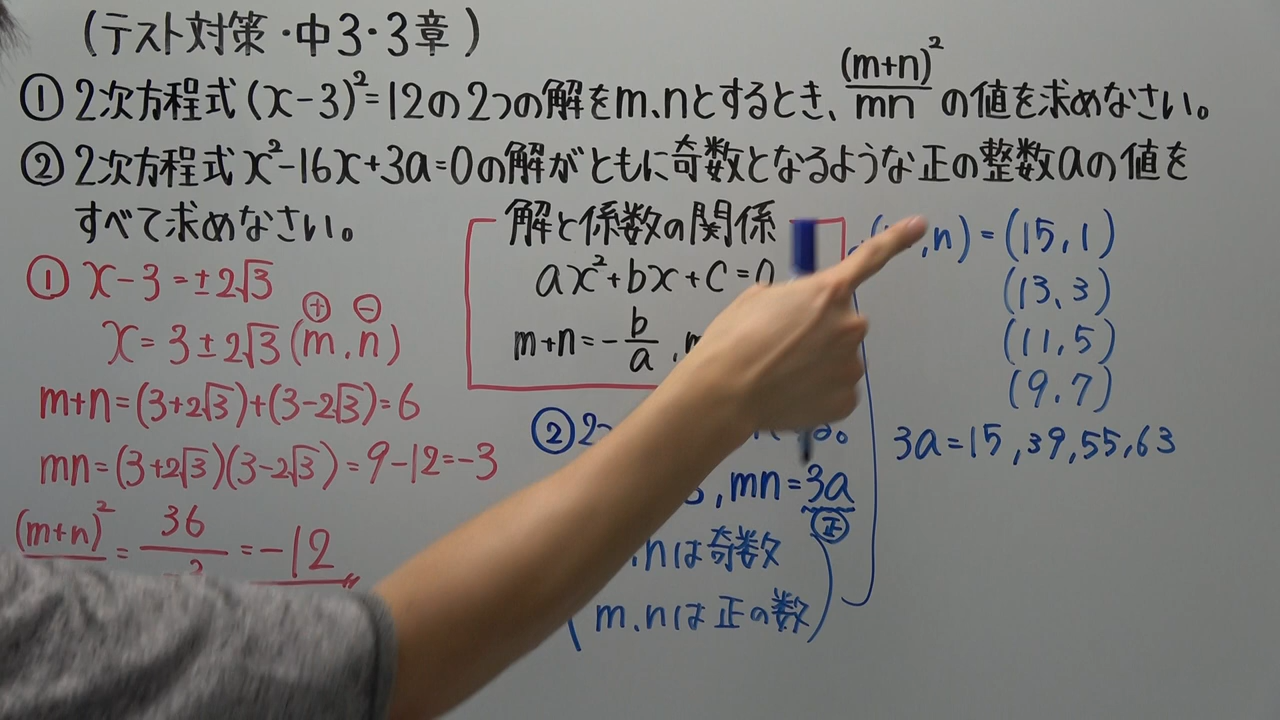 (テスト対策・中3・3章)
① 2次方程式(x-3)²=12の2つの解をm、nとするとき、(m+n)²/mn の値を求めなさい。
② 2次方程式x²-16x+3a=0の解がともに奇数となるような正の整数aの値を
すべて求めなさい。
① x-3=±2√3
x=3±2√3(m、n)
⊕ ⊖
m+n=(3+2√3)+(3-2√3)=6
mn=(3+2√3)(3-2√3)=9-12=-3
(m+n)² = 36 =-12
解と係数の関係
ax²+bx+c=0
m+n=-b/a 、
②2
,mn=3a
正
nは奇数
m、nは正の数
,n)=(15,1)
(13,3)
(11,5)
(9,7)
3a=15,39,55,63